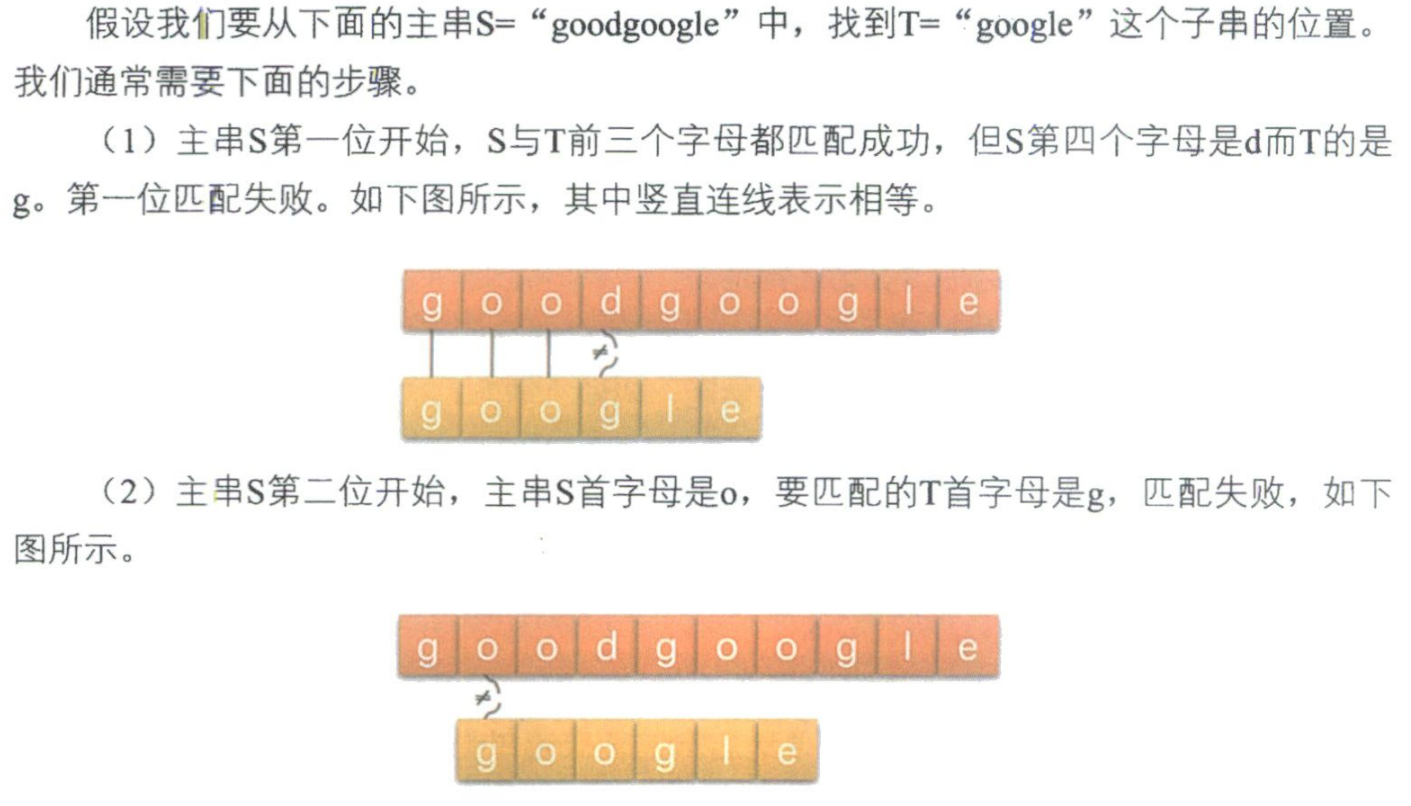 假设我们要从下面的主串S=“goodgoogle”中，找到T=“google”这个子串的位置。
我们通常需要下面的步骤。
（1）主串S第一位开始，S与T前三个字母都匹配成功，但S第四个字母是d而T的是
g。第一位匹配失败。如下图所示，其中竖直连线表示相等。
g o o d g o o g l e
≠
g o o g l e
（2）主串S第二位开始，主串S首字母是o，要匹配的T首字母是g，匹配失败，如下
图所示。
g o o d g o o g l e
≠
g o o g l e